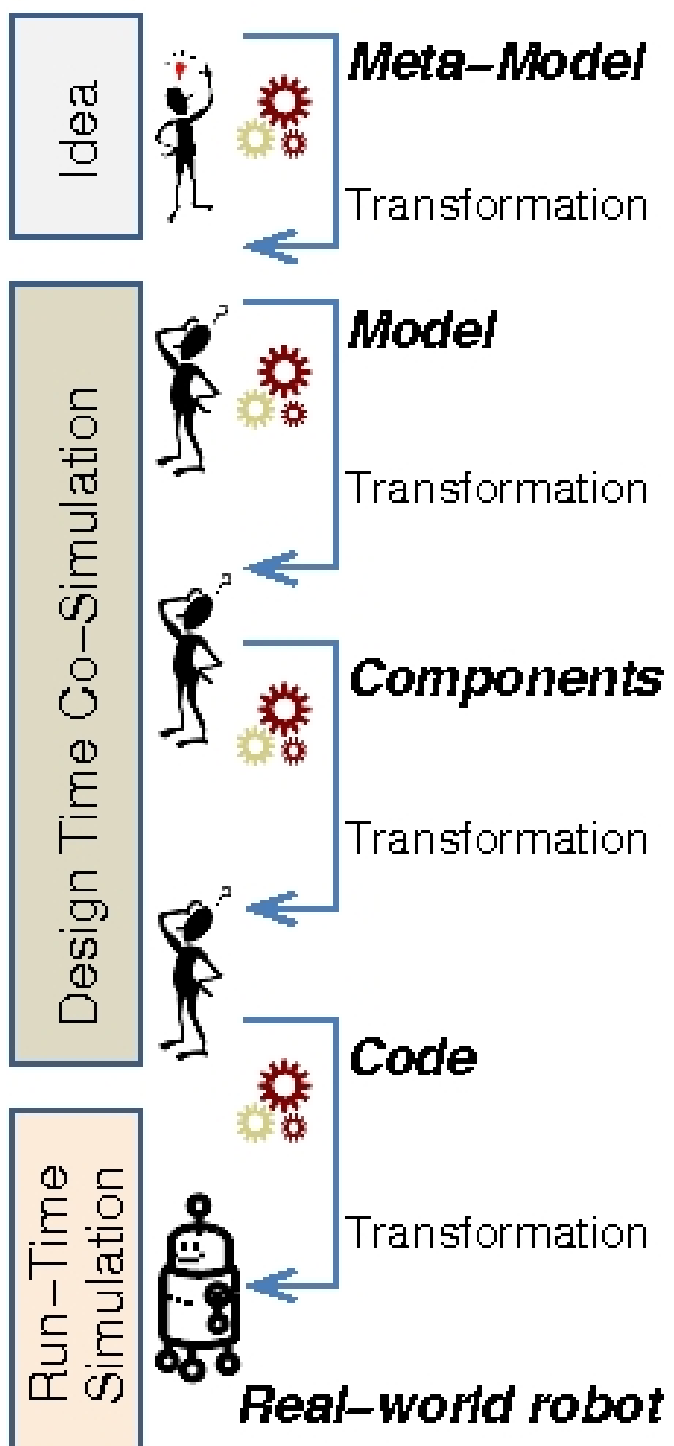 Idea
Meta-Model
Transformation
Design Time Co-Simulation
?
Model
Transformation
?
Components
Transformation
?
Code
Transformation
Run-Time
Simulation
Real-world robot